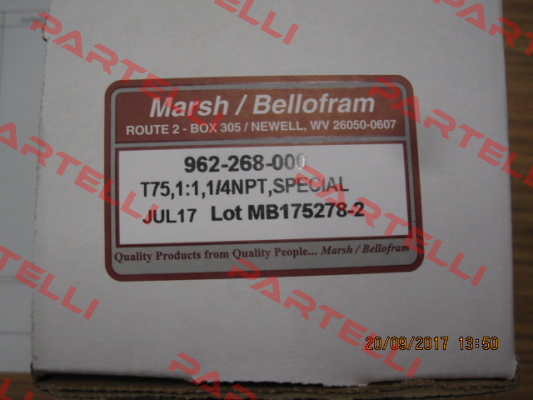 PARTELLI
PARTELLI
Marsh / Bellofram
ROUTE 2 - BOX 305 / NEWELL, WV 26050-0607
962-268-000
T75,1:1,1/4NPT,SPECIAL
JUL17 Lot MB175278-2
Quality Products from Quality People... Marsh / Bellofram
PARTELLI
PARTELLI
20/09/2017 13:50